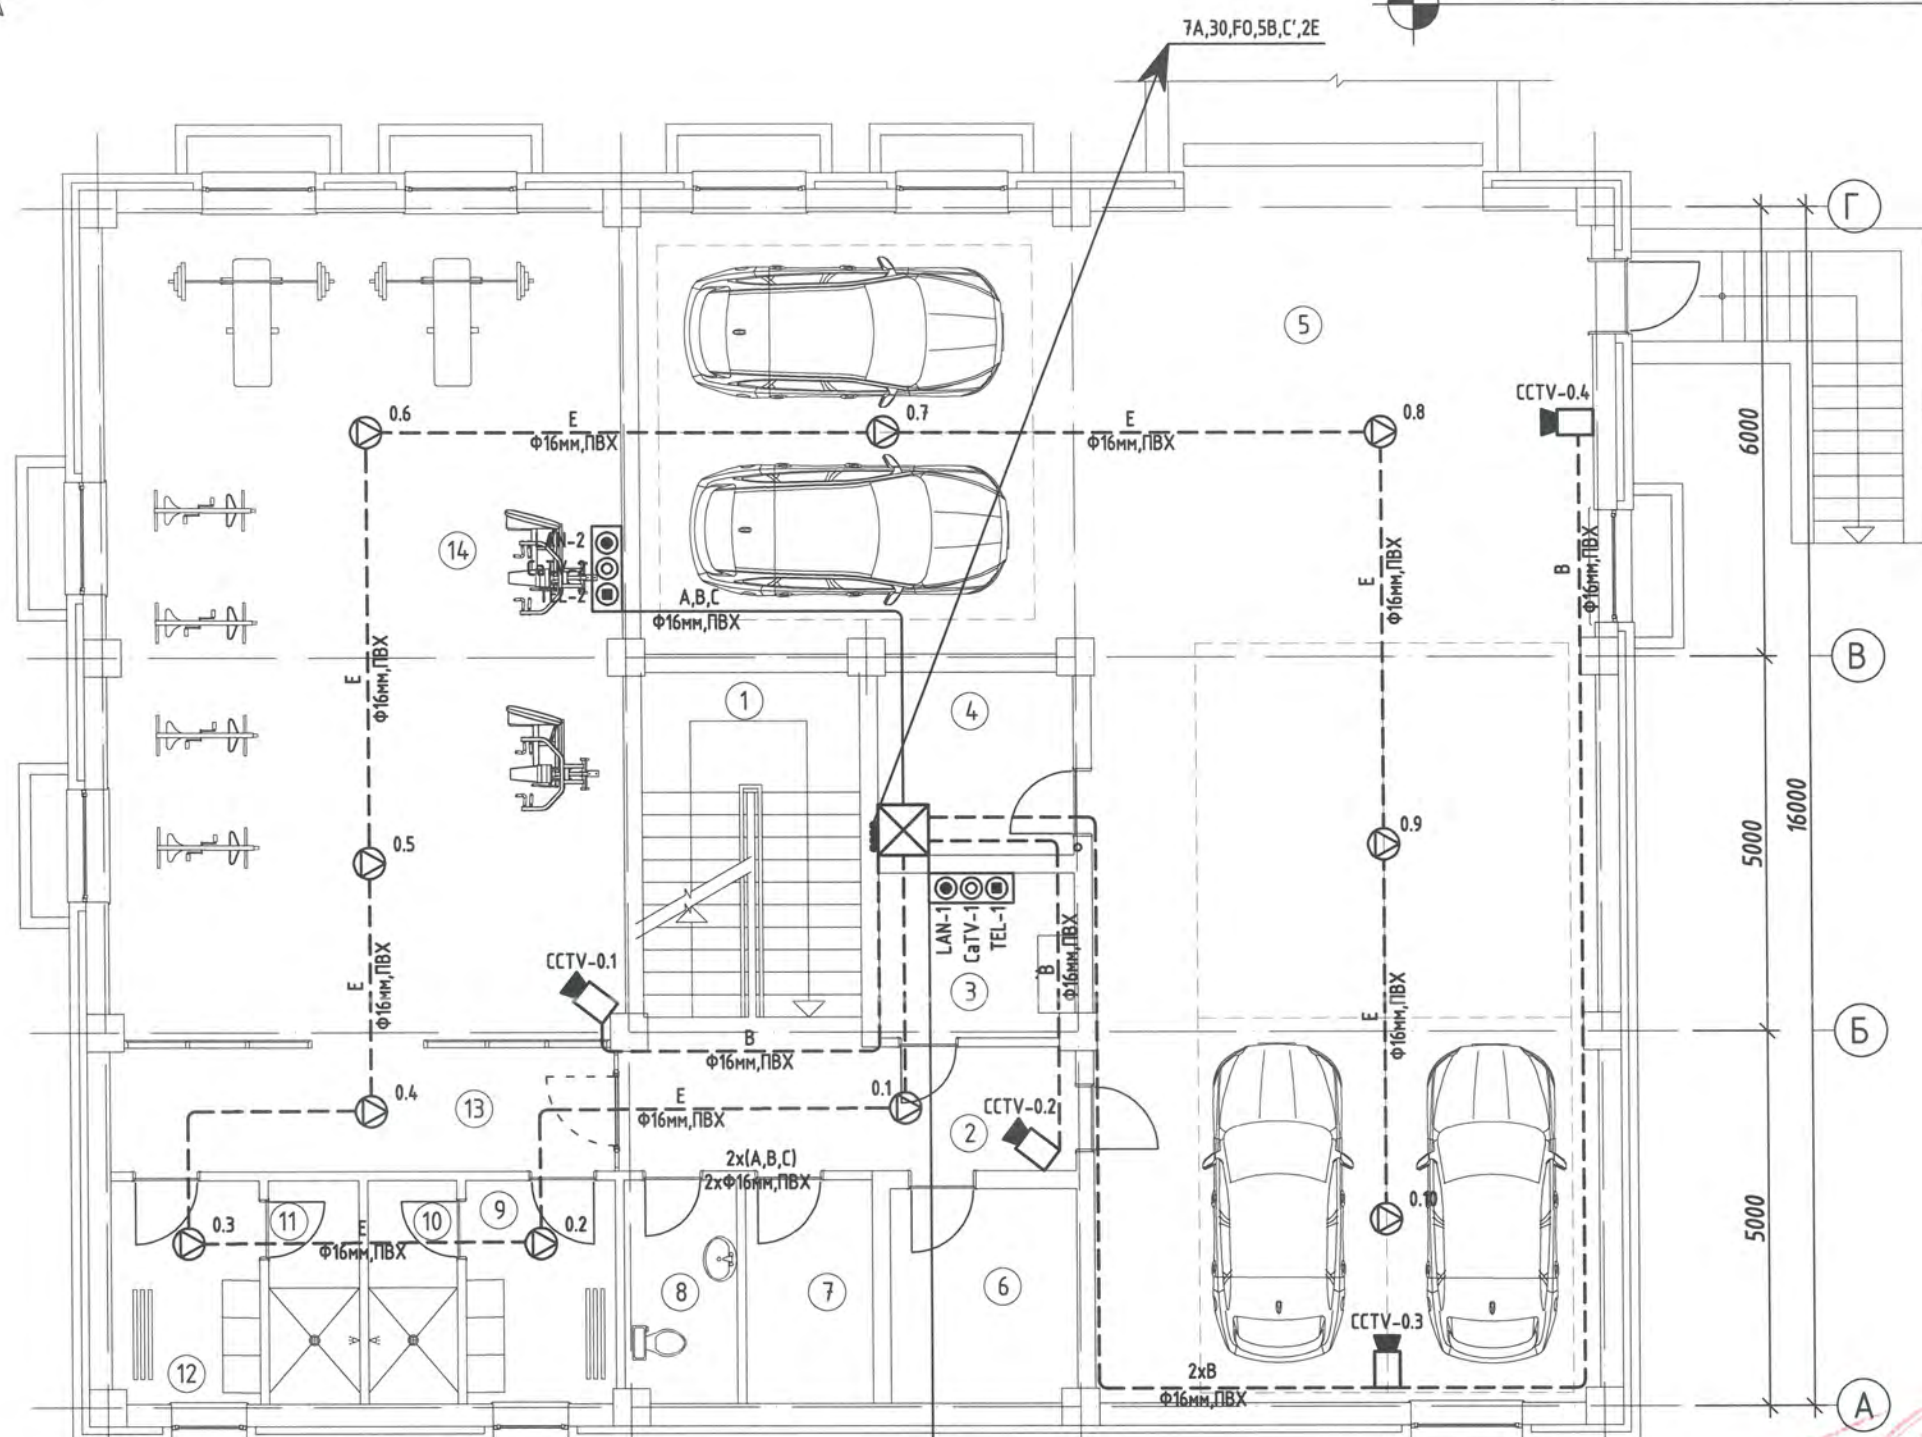 7A,30,FO,5B,C',2E
Г
5
CCTV-0.4
0.6
E
Ф16мм,ПВХ
0.7
E
Ф16мм,ПВХ
0.8
6000
14
TEL-2
A,B,C
Ф16мм,ПВХ
E
Ф16мм,ПВХ
B
Ф16мм,ПВХ
E
Ф16мм,ПВХ
1
4
В
16000
0.5
0.9
5000
LAN-1
CaTV-1
TEL-1
B
Ф16мм,ПВХ
3
E
Ф16мм,ПВХ
CCTV-0.1
B
Ф16мм,ПВХ
E
Ф16мм,ПВХ
Б
0.4
13
E
Ф16мм,ПВХ
0.1
CCTV-0.2
2
2x(A,B,C)
2xФ16мм,ПВХ
0.3
11
E
Ф16мм,ПВХ
10
9
0.2
0.10
5000
8
7
6
CCTV-0.3
12
2xB
Ф16мм,ПВХ
А